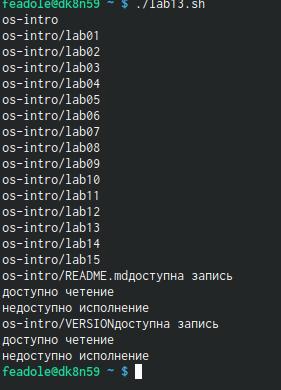 feadole@dk8n59 ~ $ ./lab13.sh
os-intro
os-intro/lab01
os-intro/lab02
os-intro/lab03
os-intro/lab04
os-intro/lab05
os-intro/lab06
os-intro/lab07
os-intro/lab08
os-intro/lab09
os-intro/lab10
os-intro/lab11
os-intro/lab12
os-intro/lab13
os-intro/lab14
os-intro/lab15
os-intro/README.mdдоступна запись
доступно четение
недоступно исполнение
os-intro/VERSIONдоступна запись
доступно четение
недоступно исполнение
feadole@dk8n59 ~ $